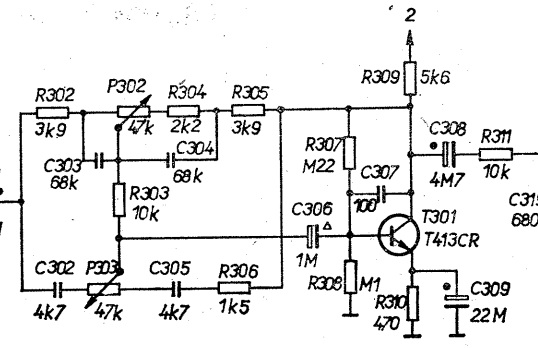 2
R309
5k6
R302
P302
R304
R305
3k9
47k
2k2
3k9
C303
68k
C304
68k
R307
M22
C307
100
C308
4M7
R311
10k
R303
10k
C306
1M
T301
T413CR
C302
4k7
P303
47k
C305
4k7
R306
1k5
R308
M1
R310
470
C309
22M
680